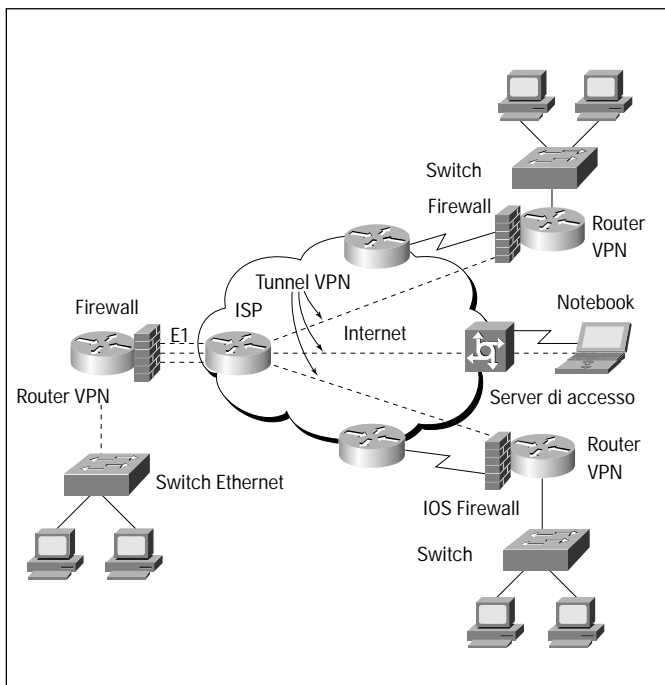 Switch
Firewall
Router
VPN
Tunnel VPN
Firewall
E1
ISP
Internet
Notebook
Router VPN
Server di accesso
Switch Ethernet
Router
VPN
IOS Firewall
Switch